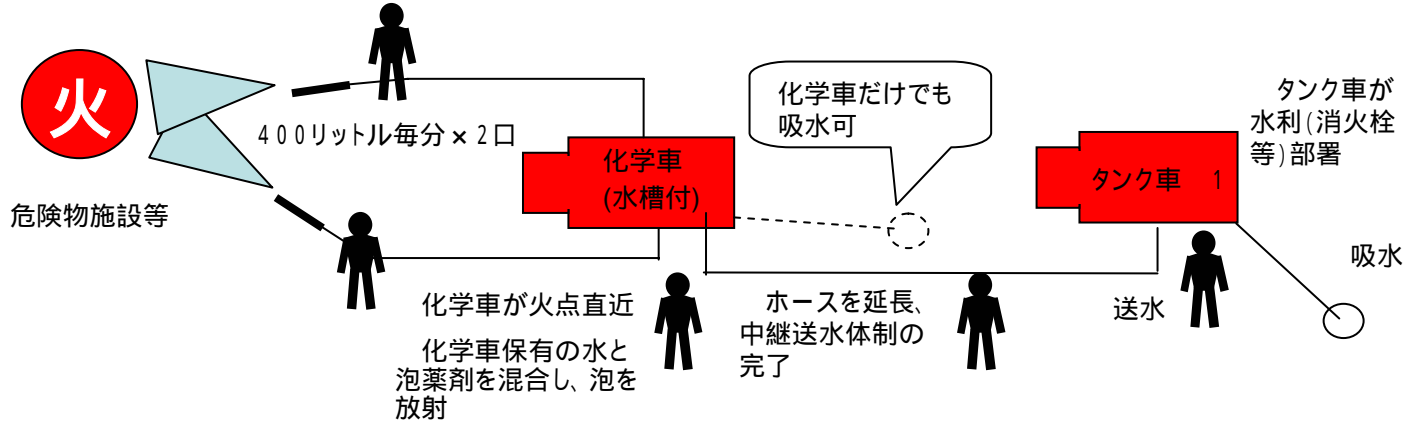 火
危険物施設等
400リットル毎分×2口
化学車
(水槽付)
化学車だけでも
吸水可
タンク車が
水利(消火栓
等)部署
タンク車 1
吸水
化学車が火点直近
化学車保有の水と
泡薬剤を混合し、泡を
放射
ホースを延長、
中継送水体制の
完了
送水